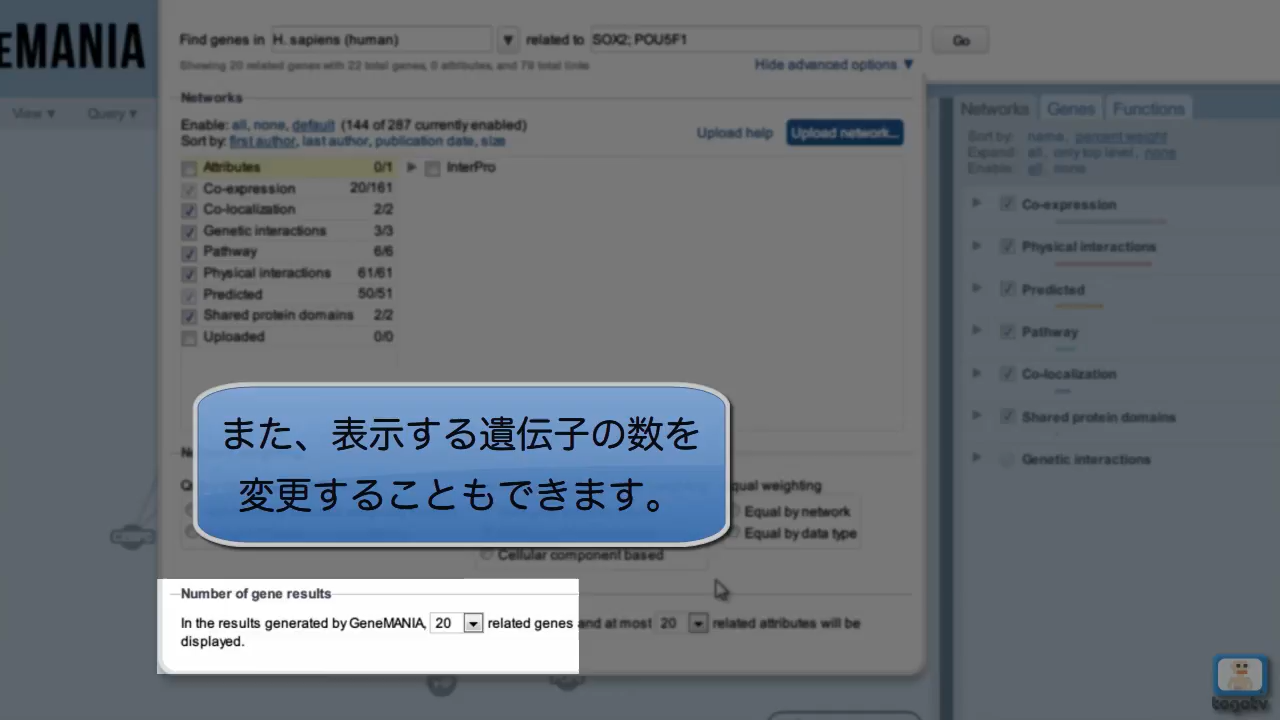 eMANIA
Find genes in H. sapiens (human) ▼ related to SOX2; POU5F1 Go
Showing 20 related genes with 22 total genes, 0 attributes, and 79 total links
Hide advanced options ▼
View ▼ Query ▼
Networks
Enable: all, none, default (144 of 287 currently enabled)
Sort by: first author, last author, publication date, size
Upload help Upload network...
Attributes 0/1
InterPro
Co-expression 20/161
Co-localization 2/2
Genetic interactions 3/3
Pathway 6/6
Physical interactions 61/61
Predicted 50/51
Shared protein domains 2/2
Uploaded 0/0
また、表示する遺伝子の数を
変更することもできます。
qual weighting
Equal by network
Equal by data type
Cellular component based
Number of gene results
In the results generated by GeneMANIA, 20 related genes and at most 20 related attributes will be
displayed.
Networks Genes Functions
Sort by: name, percent weight
Expand: all, only top level, none
Enable: all, none
Co-expression
Physical interactions
Predicted
Pathway
Co-localization
Shared protein domains
Genetic interactions
togotv